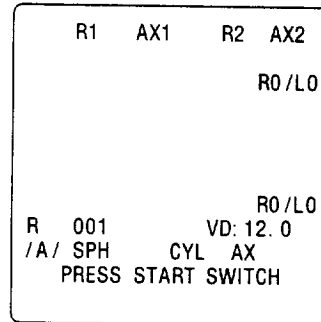 R1 AX1 R2 AX2
R0/L0
R0/L0
R 001 VD: 12. 0
/A/ SPH CYL AX
PRESS START SWITCH